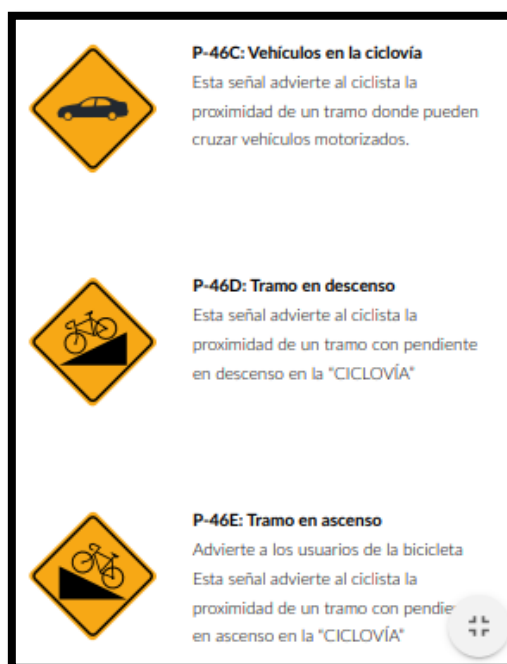 P-46C: Vehículos en la ciclovía
Esta señal advierte al ciclista la
proximidad de un tramo donde pueden
cruzar vehículos motorizados.
P-46D: Tramo en descenso
Esta señal advierte al ciclista la
proximidad de un tramo con pendiente
en descenso en la "CICLOVÍA"
P-46E: Tramo en ascenso
Advierte a los usuarios de la bicicleta
Esta señal advierte al ciclista la
proximidad de un tramo con
en ascenso en la "CICLOVÍA"